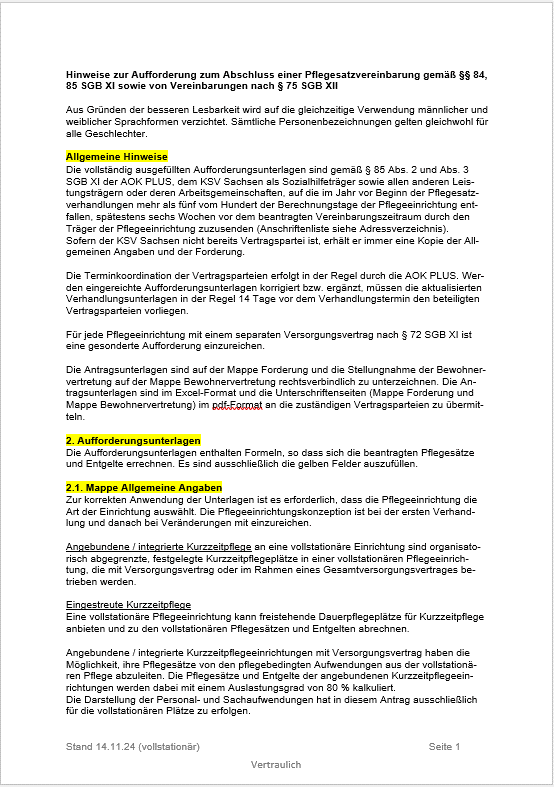 Hinweise zur Aufforderung zum Abschluss einer Pflegesatzvereinbarung gemäß §§ 84,
85 SGB XI sowie von Vereinbarungen nach § 75 SGB XII
Aus Gründen der besseren Lesbarkeit wird auf die gleichzeitige Verwendung männlicher und
weiblicher Sprachformen verzichtet. Sämtliche Personenbezeichnungen gelten gleichwohl für
alle Geschlechter.
Allgemeine Hinweise
Die vollständig ausgefüllten Aufforderungsunterlagen sind gemäß § 85 Abs. 2 und Abs. 3
SGB XI der AOK PLUS, dem KSV Sachsen als Sozialhilfeträger sowie allen anderen Leis-
tungsträgern oder deren Arbeitsgemeinschaften, auf die im Jahr vor Beginn der Pflegesatz-
verhandlungen mehr als fünf vom Hundert der Berechnungstage der Pflegeeinrichtung ent-
fallen, spätestens sechs Wochen vor dem beantragten Vereinbarungszeitraum durch den
Träger der Pflegeeinrichtung zuzusenden (Anschriftenliste siehe Adressverzeichnis).
Sofern der KSV Sachsen nicht bereits Vertragspartei ist, erhält er immer eine Kopie der All-
gemeinen Angaben und der Forderung.
Die Terminkoordination der Vertragsparteien erfolgt in der Regel durch die AOK PLUS. Wer-
den eingereichte Aufforderungsunterlagen korrigiert bzw. ergänzt, müssen die aktualisierten
Verhandlungsunterlagen in der Regel 14 Tage vor dem Verhandlungstermin den beteiligten
Vertragsparteien vorliegen.
Für jede Pflegeeinrichtung mit einem separaten Versorgungsvertrag nach § 72 SGB XI ist
eine gesonderte Aufforderung einzureichen.
Die Antragsunterlagen sind auf der Mappe Forderung und die Stellungnahme der Bewohner-
vertretung auf der Mappe Bewohnervertretung rechtsverbindlich zu unterzeichnen. Die An-
tragsunterlagen sind im Excel-Format und die Unterschriftenseiten (Mappe Forderung und
Mappe Bewohnervertretung) im pdf-Format an die zuständigen Vertragsparteien zu übermit-
teln.
2. Aufforderungsunterlagen
Die Aufforderungsunterlagen enthalten Formeln, so dass sich die beantragten Pflegesätze
und Entgelte errechnen. Es sind ausschließlich die gelben Felder auszufüllen.
2.1. Mappe Allgemeine Angaben
Zur korrekten Anwendung der Unterlagen ist es erforderlich, dass die Pflegeeinrichtung die
Art der Einrichtung auswählt. Die Pflegeeinrichtungskonzeption ist bei der ersten Verhand-
lung und danach bei Veränderungen mit einzureichen.
Angebundene / integrierte Kurzzeitpflege an eine vollstationäre Einrichtung sind organisato-
risch abgegrenzte, festgelegte Kurzzeitpflegeplätze in einer vollstationären Pflegeeinrich-
tung, die mit Versorgungsvertrag oder im Rahmen eines Gesamtversorgungsvertrages be-
trieben werden.
Eingestreute Kurzzeitpflege
Eine vollstationäre Pflegeeinrichtung kann freistehende Dauerpflegeplätze für Kurzzeitpflege
anbieten und zu den vollstationären Pflegesätzen und Entgelten abrechnen.
Angebundene / integrierte Kurzzeitpflegeeinrichtungen mit Versorgungsvertrag haben die
Möglichkeit, ihre Pflegesätze von den pflegebedingten Aufwendungen aus der vollstationä-
ren Pflege abzuleiten. Die Pflegesätze und Entgelte der angebundenen Kurzzeitpflegeein-
richtungen werden dabei mit einem Auslastungsgrad von 80 % kalkuliert.
Die Darstellung der Personal- und Sachaufwendungen hat in diesem Antrag ausschließlich
für die vollstationären Plätze zu erfolgen.
Stand 14.11.24 (vollstationär) Seite 1
Vertraulich